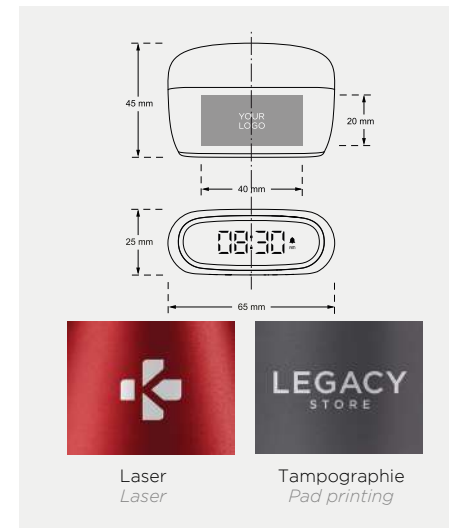 45 mm
YOUR
LOGO
20 mm
40 mm
08:30
25 mm
65 mm
LEGACY
STORE
Laser
Laser
Tampographie
Pad printing